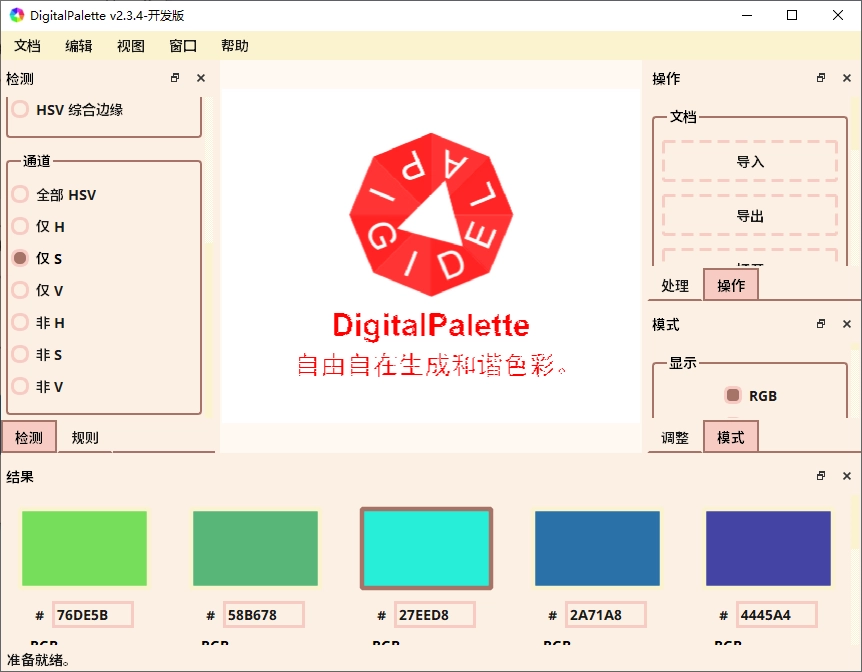 DigitalPalette v2.3.4-开发版
文档 编辑 视图 窗口 帮助
检测
HSV 综合边缘
通道
全部 HSV
仅 H
仅 S
仅 V
非 H
非 S
非 V
检测 规则
DIGITALPALE
DigitalPalette
自由自在生成和谐色彩。
操作
文档
导入
导出
处理 操作
模式
显示
RGB
调整 模式
结果
# 76DE5B # 58B678 # 27EED8 # 2A71A8 # 4445A4
RGB RGB RGB RGB RGB
准备就绪。